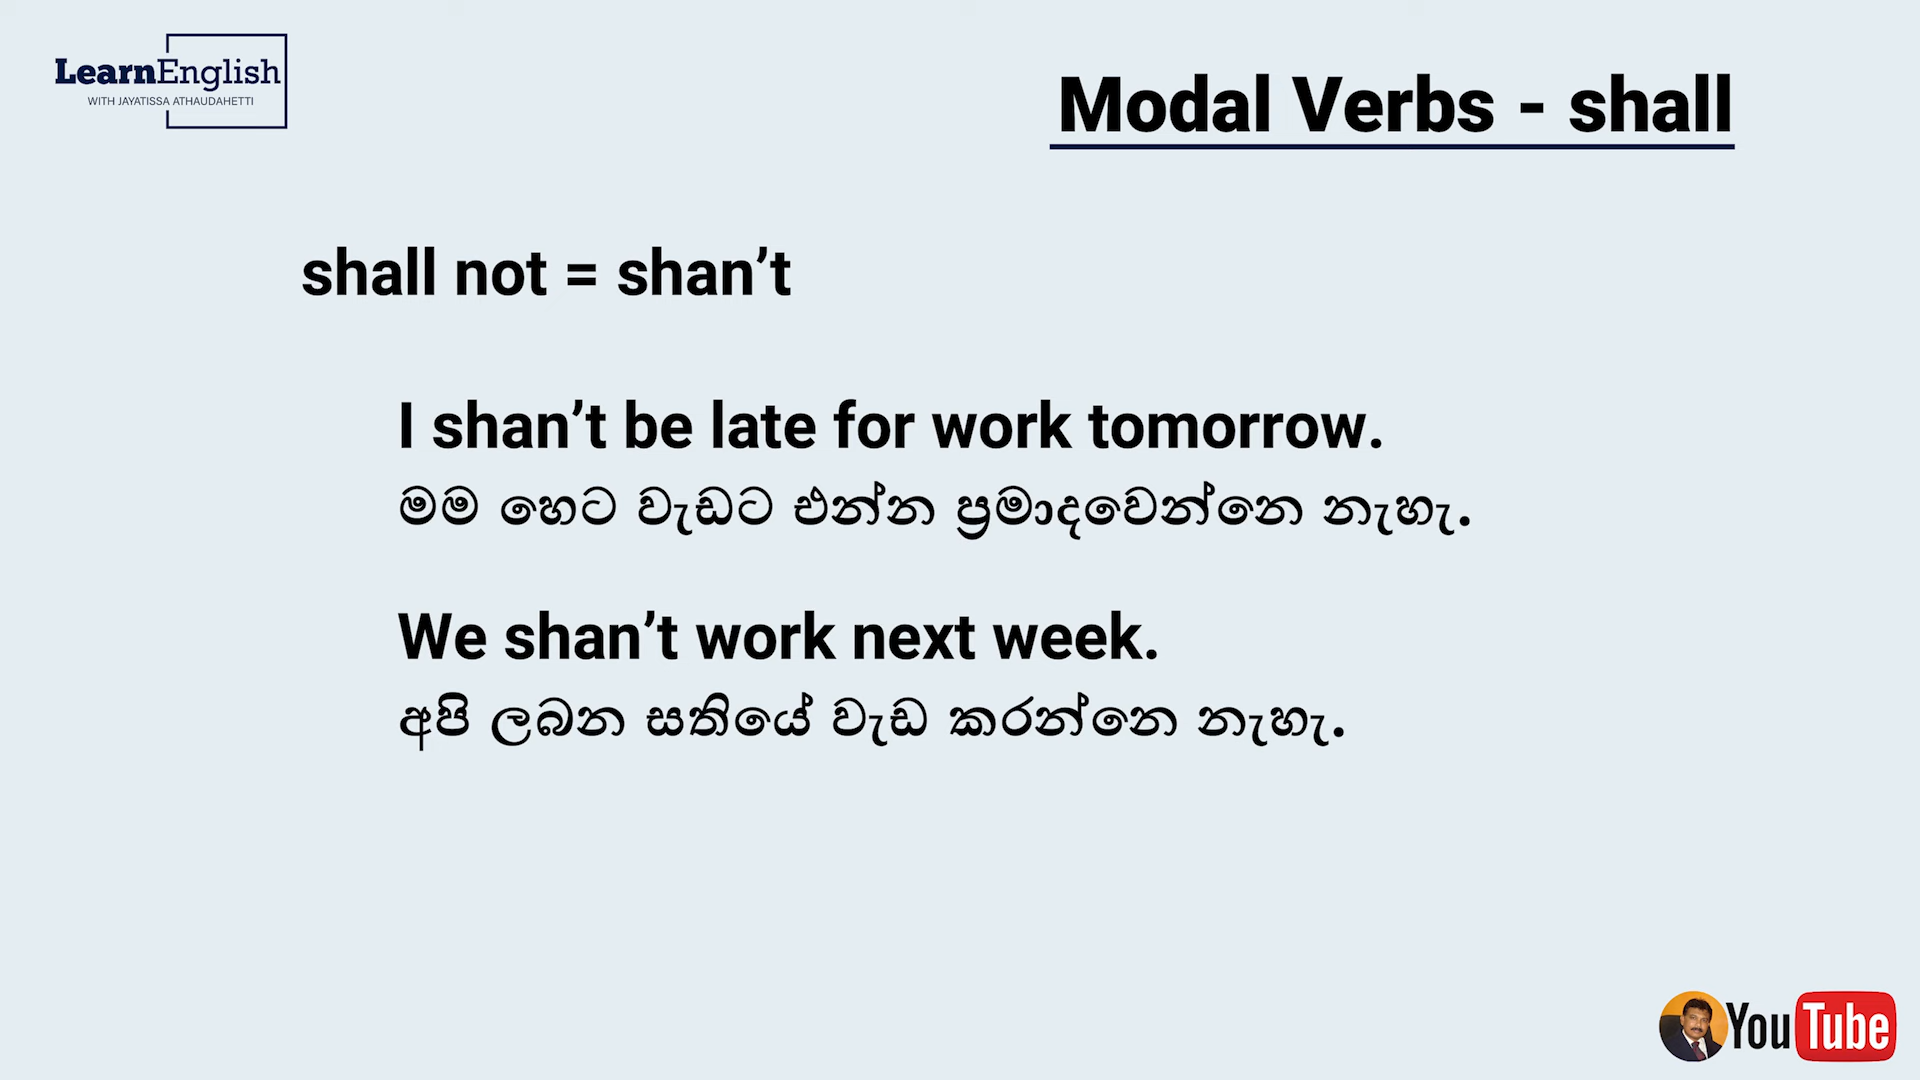 LearnEnglish
WITH JAYATISSA ATHAUDAHETTI
Modal Verbs - shall
shall not = shan’t
I shan’t be late for work tomorrow.
මම හෙට වැඩට එන්න ප්‍රමාදවෙන්නෙ නැහැ.
We shan’t work next week.
අපි ලබන සතියේ වැඩ කරන්නෙ නැහැ.
YouTube